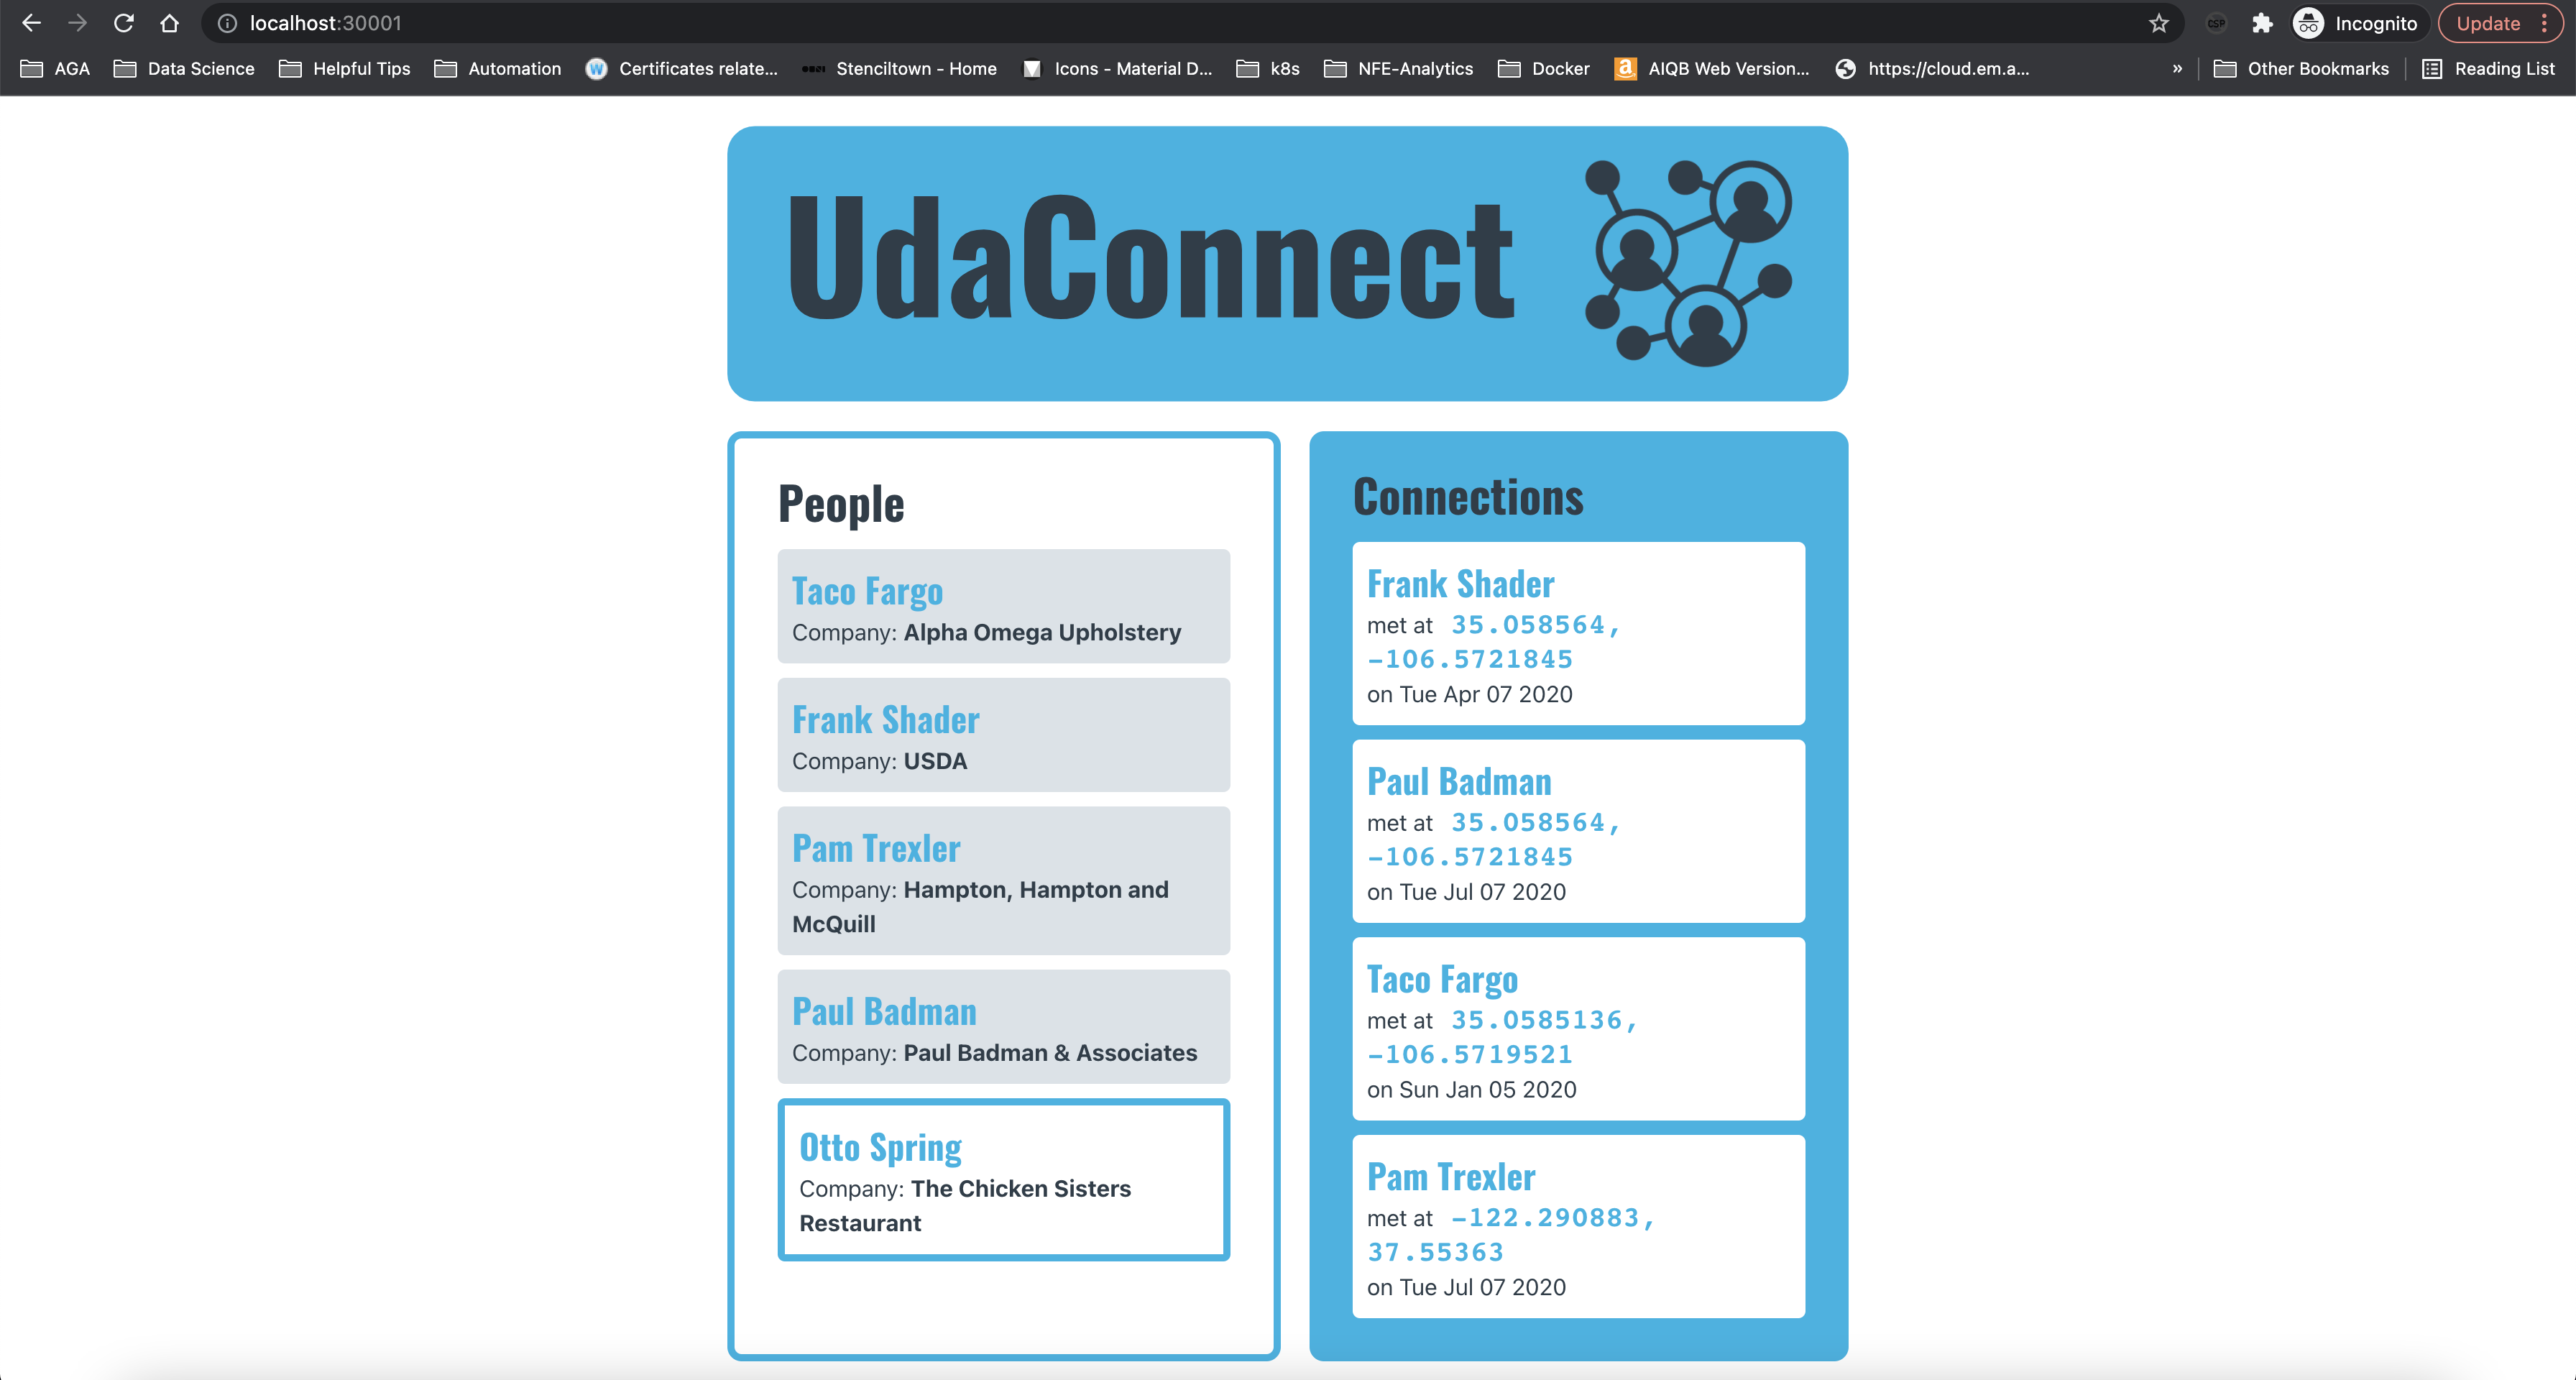 localhost:30001
CSP
Incognito
Update
AGA
Data Science
Helpful Tips
Automation
W
Certificates relate...
Stenciltown - Home
Icons - Material D...
k8s
NFE-Analytics
Docker
a
AIQB Web Version...
https://cloud.em.a...
»
Other Bookmarks
Reading List
UdaConnect
People
Taco Fargo
Company: Alpha Omega Upholstery
Frank Shader
Company: USDA
Pam Trexler
Company: Hampton, Hampton and
McQuill
Paul Badman
Company: Paul Badman & Associates
Otto Spring
Company: The Chicken Sisters
Restaurant
Connections
Frank Shader
met at 35.058564,
-106.5721845
on Tue Apr 07 2020
Paul Badman
met at 35.058564,
-106.5721845
on Tue Jul 07 2020
Taco Fargo
met at 35.0585136,
-106.5719521
on Sun Jan 05 2020
Pam Trexler
met at -122.290883,
37.55363
on Tue Jul 07 2020